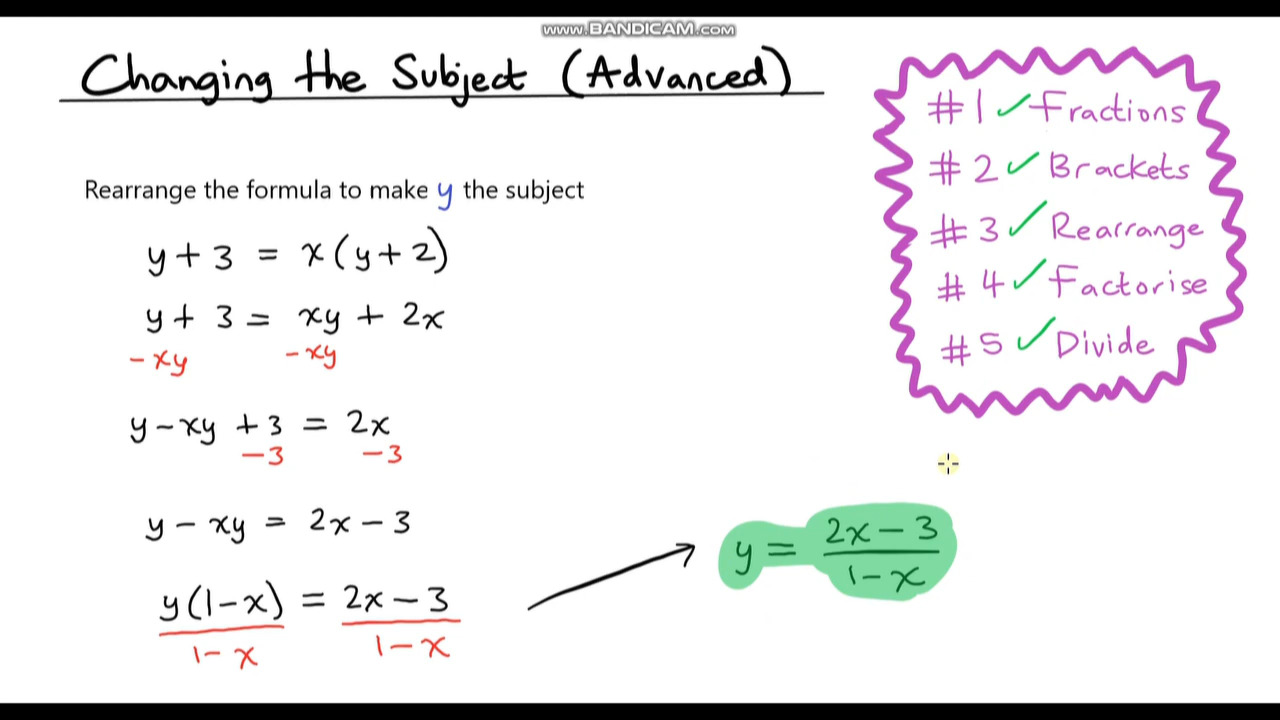 www.BANDICAM.com
Changing the Subject (Advanced)
Rearrange the formula to make y the subject
y + 3 = x(y + 2)
y + 3 = xy + 2x
-xy -xy
y - xy + 3 = 2x
-3 -3
y - xy = 2x - 3
y(1-x) = 2x - 3
1-x 1-x
#1 ✓ Fractions
#2 ✓ Brackets
#3 ✓ Rearrange
#4 ✓ Factorise
#5 ✓ Divide
y = 2x - 3
1-x